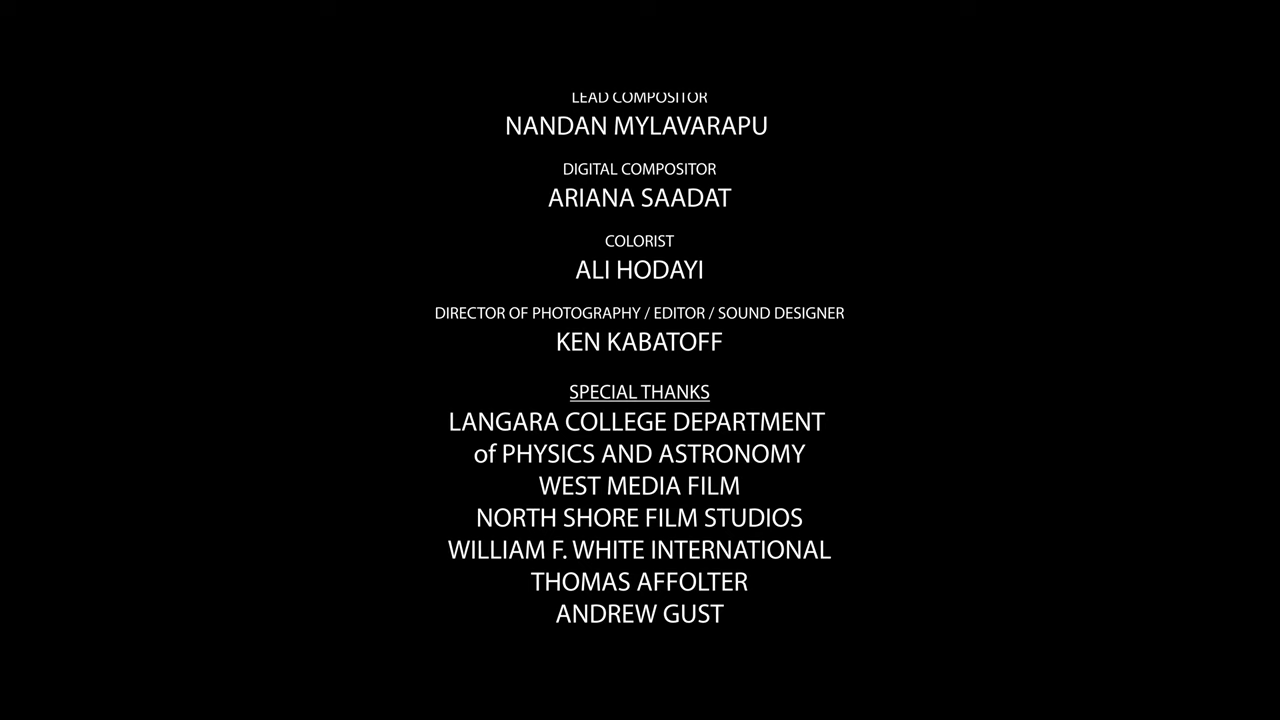 LEAD COMPOSITOR
NANDAN MYLAVARAPU
DIGITAL COMPOSITOR
ARIANA SAADAT
COLORIST
ALI HODAYI
DIRECTOR OF PHOTOGRAPHY / EDITOR / SOUND DESIGNER
KEN KABATOFF
SPECIAL THANKS
LANGARA COLLEGE DEPARTMENT
of PHYSICS AND ASTRONOMY
WEST MEDIA FILM
NORTH SHORE FILM STUDIOS
WILLIAM F. WHITE INTERNATIONAL
THOMAS AFFOLTER
ANDREW GUST